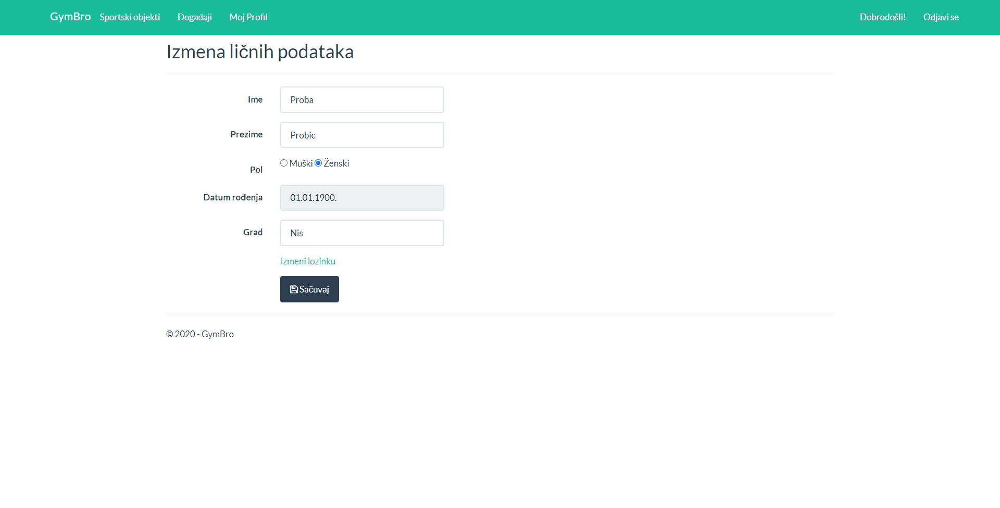 GymBro Sportski objekti Događaji Moj Profil Dobrodošli! Odjavi se
Izmena ličnih podataka
Ime Proba
Prezime Probic
Pol Muški Ženski
Datum rođenja 01.01.1900.
Grad Nis
Izmeni lozinku
Sačuvaj
© 2020 - GymBro